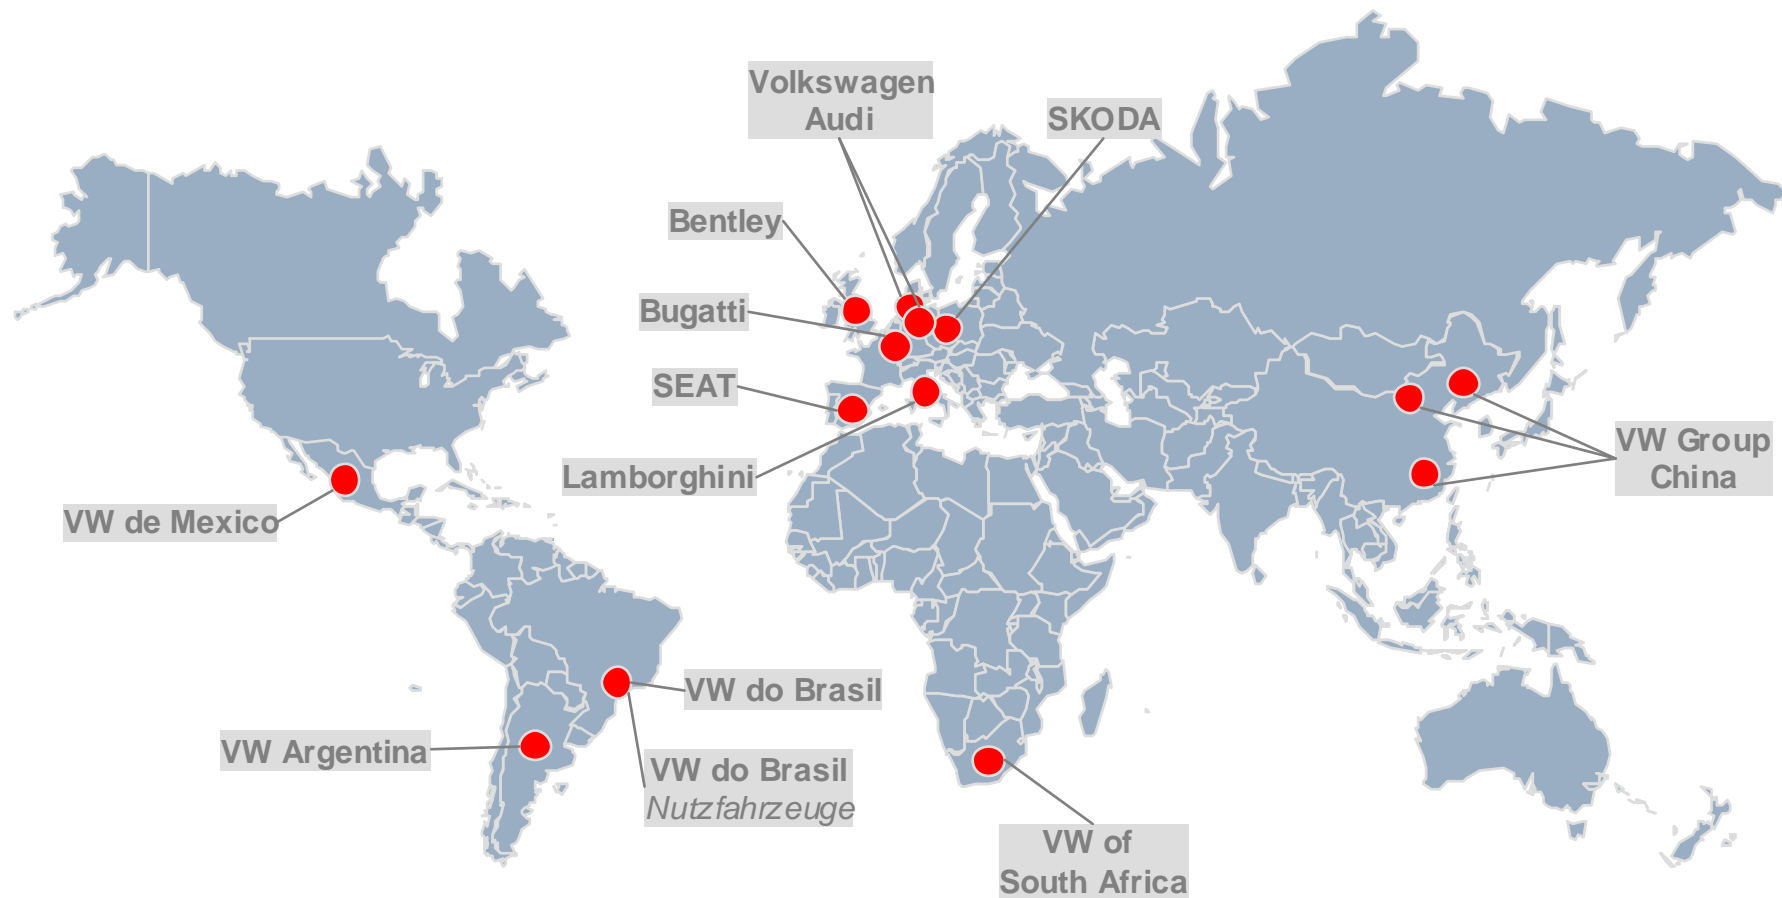 Volkswagen
Audi
SKODA
Bentley
Bugatti
SEAT
Lamborghini
VW Group
China
VW de Mexico
VW do Brasil
VW Argentina
VW do Brasil
Nutzfahrzeuge
VW of
South Africa